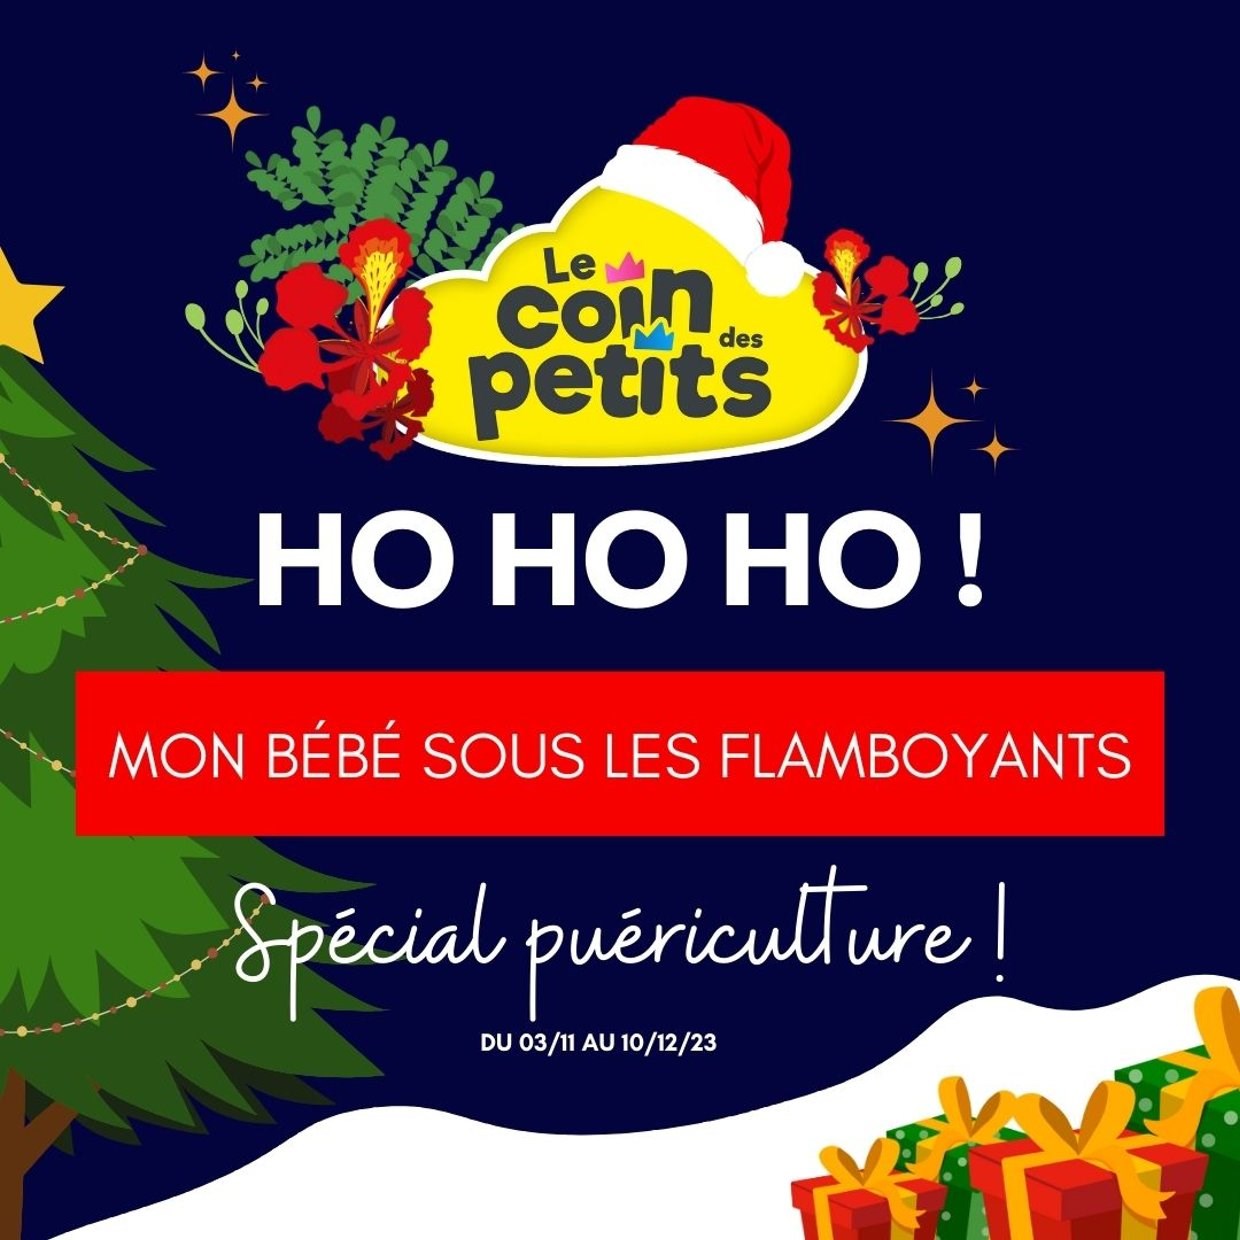 Le
coin
des
petits
HO HO HO !
MON BÉBÉ SOUS LES FLAMBOYANTS
Spécial puériculture !
DU 03/11 AU 10/12/23